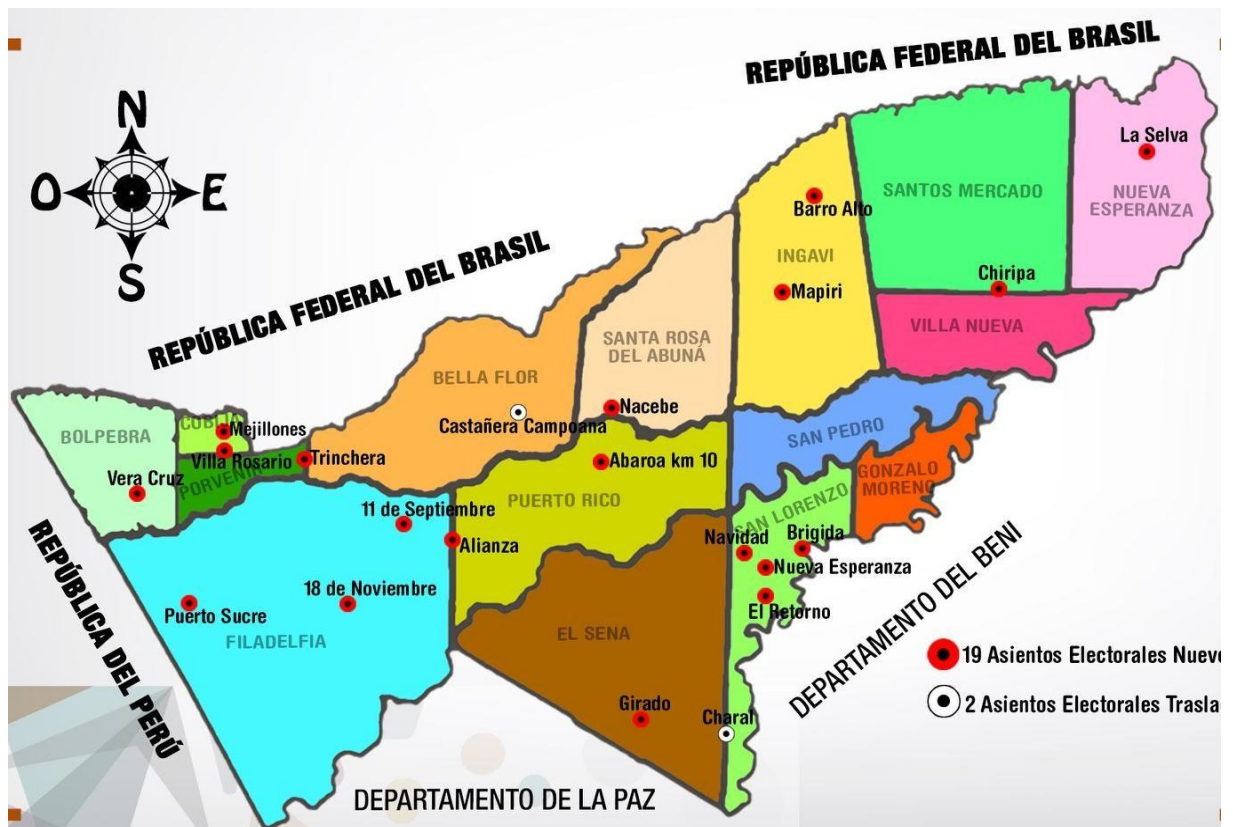 REPÚBLICA FEDERAL DEL BRASIL
N
O
E
S
La Selva
SANTOS MERCADO
NUEVA
ESPERANZA
Barro Alto
REPÚBLICA FEDERAL DEL BRASIL
INGAVI
Chiripa
Mapiri
VILLA NUEVA
SANTA ROSA
DEL ABUNÁ
BELLA FLOR
Nacebe
Castañera Campoana
COBIJA
Mejillones
BOLPEBRA
SAN PEDRO
Villa Rosario
Trinchera
Abaroa km 10
GONZALO
MORENO
Vera Cruz
PORVENIR
PUERTO RICO
SAN LORENZO
11 de Septiembre
Navidad
Brigida
Alianza
Nueva Esperanza
REPÚBLICA DEL PERÚ
18 de Noviembre
Puerto Sucre
El Retorno
FILADELFIA
EL SENA
DEPARTAMENTO DEL BENI
19 Asientos Electorales Nuevo
Girado
Charal
2 Asientos Electorales Trasla
DEPARTAMENTO DE LA PAZ